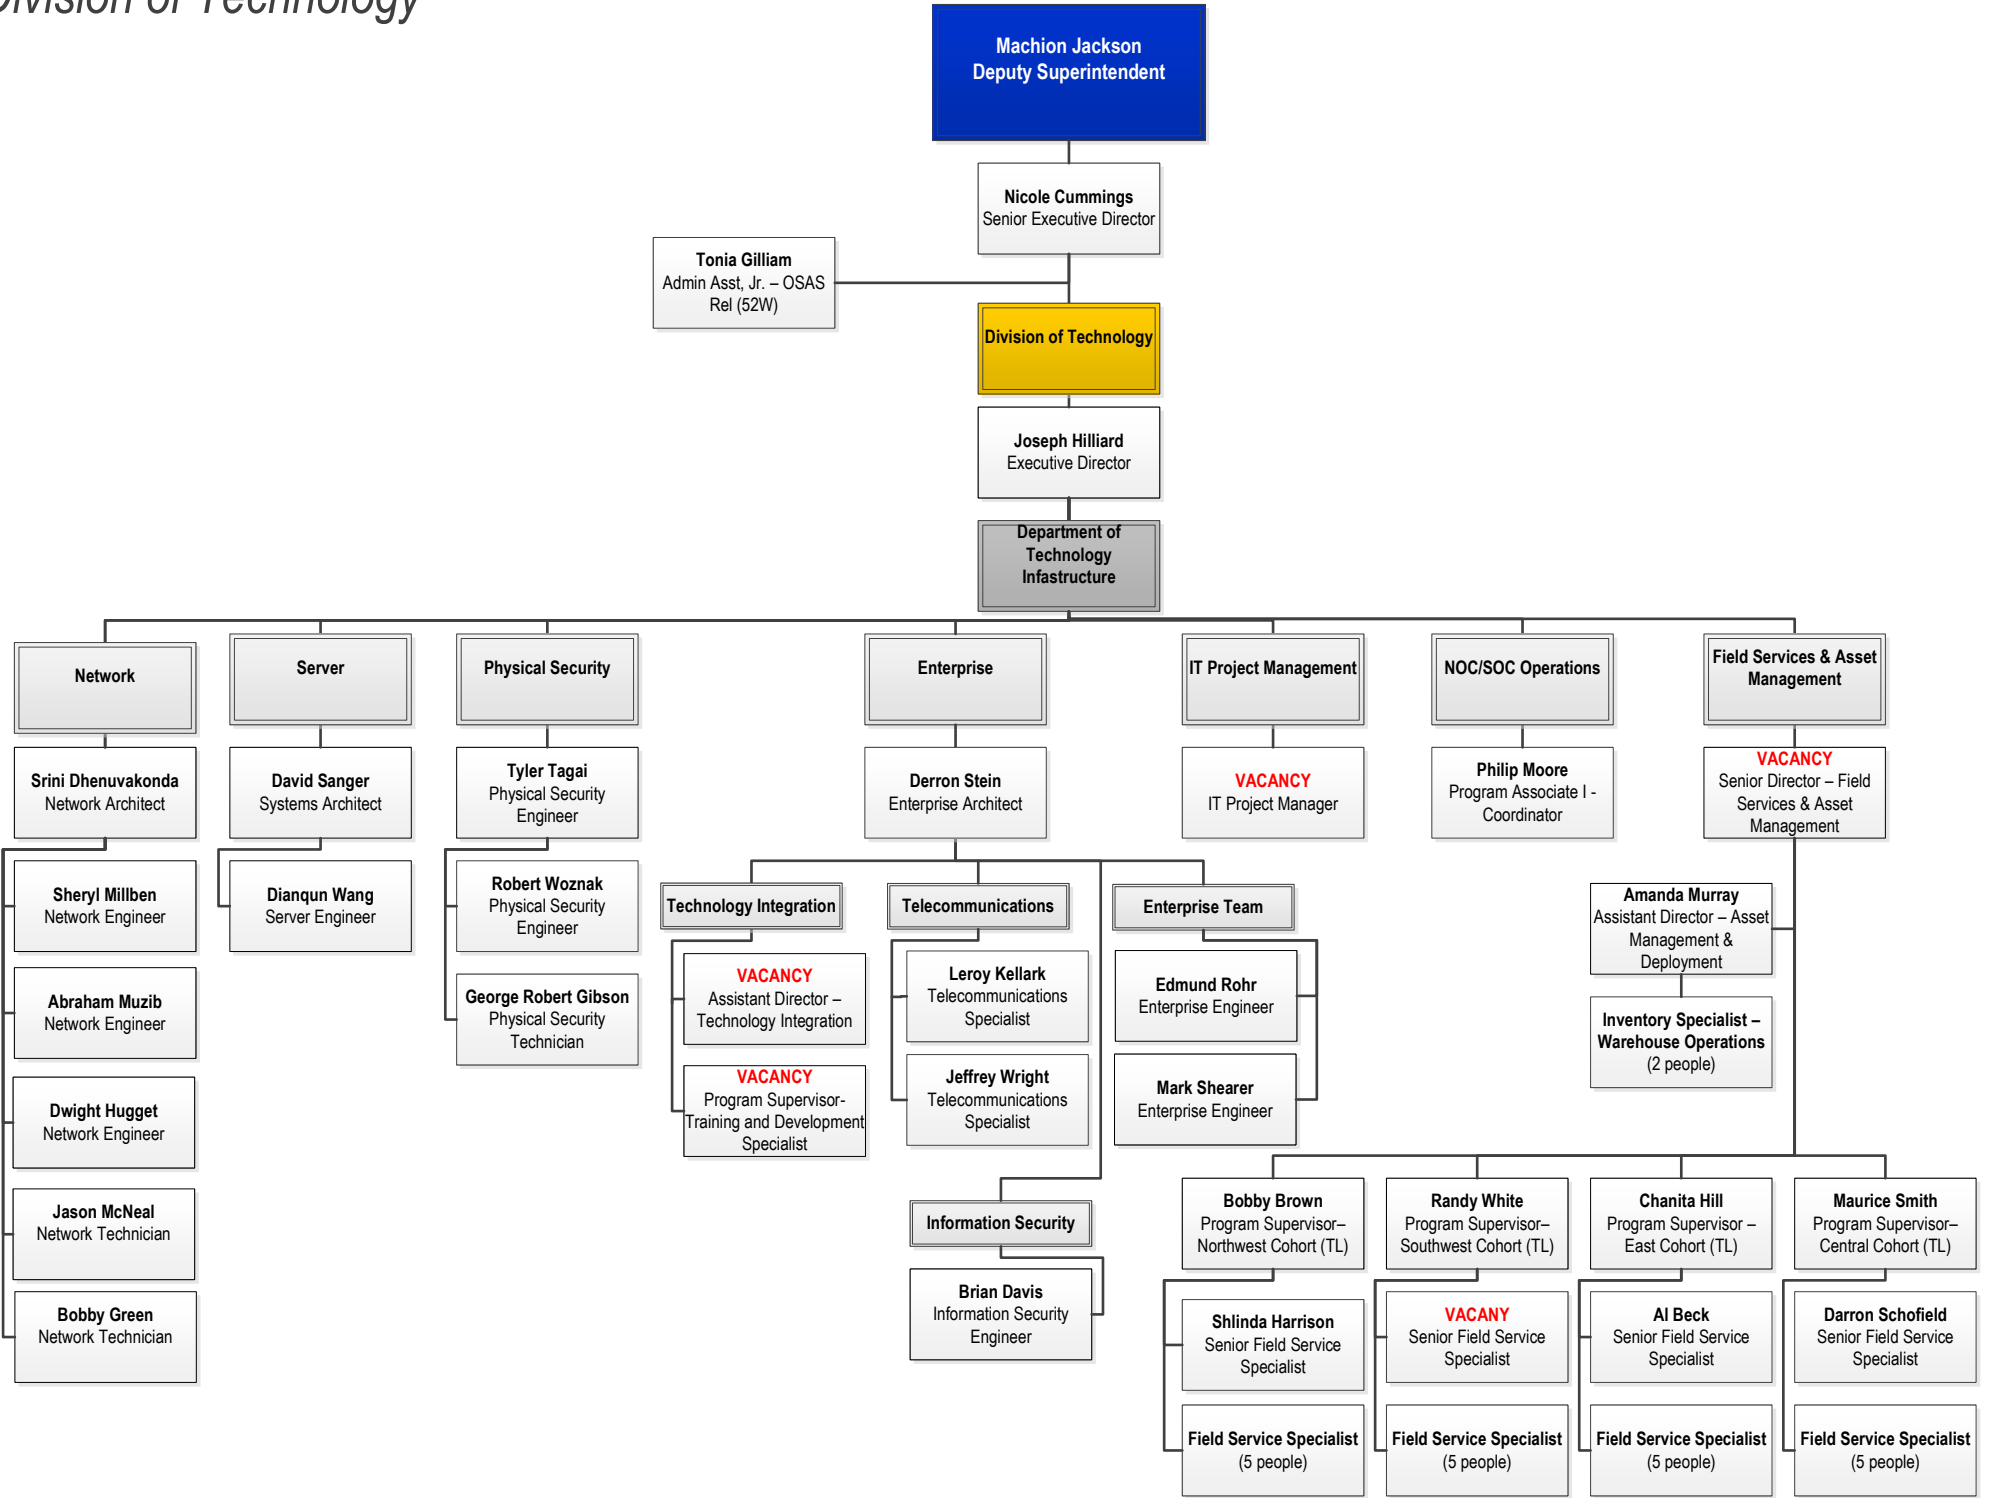 Division of Technology
Machion Jackson
Deputy Superintendent
Nicole Cummings
Senior Executive Director
Tonia Gilliam
Admin Asst, Jr. – OSAS
Rel (52W)
Division of Technology
Joseph Hilliard
Executive Director
Department of
Technology
Infastructure
Network
Server
Physical Security
Enterprise
IT Project Management
NOC/SOC Operations
Field Services & Asset
Management
Srini Dhenuvakonda
Network Architect
David Sanger
Systems Architect
Tyler Tagai
Physical Security
Engineer
Derron Stein
Enterprise Architect
VACANCY
IT Project Manager
Philip Moore
Program Associate I -
Coordinator
VACANCY
Senior Director – Field
Services & Asset
Management
Sheryl Millben
Network Engineer
Abraham Muzib
Network Engineer
Dwight Hugget
Network Engineer
Jason McNeal
Network Technician
Bobby Green
Network Technician
Dianqun Wang
Server Engineer
Robert Woznak
Physical Security
Engineer
George Robert Gibson
Physical Security
Technician
Technology Integration
VACANCY
Assistant Director –
Technology Integration
VACANCY
Program Supervisor-
Training and Development
Specialist
Telecommunications
Leroy Kellark
Telecommunications
Specialist
Jeffrey Wright
Telecommunications
Specialist
Enterprise Team
Edmund Rohr
Enterprise Engineer
Mark Shearer
Enterprise Engineer
Information Security
Brian Davis
Information Security
Engineer
Amanda Murray
Assistant Director – Asset
Management &
Deployment
Inventory Specialist –
Warehouse Operations
(2 people)
Bobby Brown
Program Supervisor–
Northwest Cohort (TL)
Shlinda Harrison
Senior Field Service
Specialist
Field Service Specialist
(5 people)
Randy White
Program Supervisor–
Southwest Cohort (TL)
VACANY
Senior Field Service
Specialist
Field Service Specialist
(5 people)
Chanita Hill
Program Supervisor –
East Cohort (TL)
Al Beck
Senior Field Service
Specialist
Field Service Specialist
(5 people)
Maurice Smith
Program Supervisor–
Central Cohort (TL)
Darron Schofield
Senior Field Service
Specialist
Field Service Specialist
(5 people)